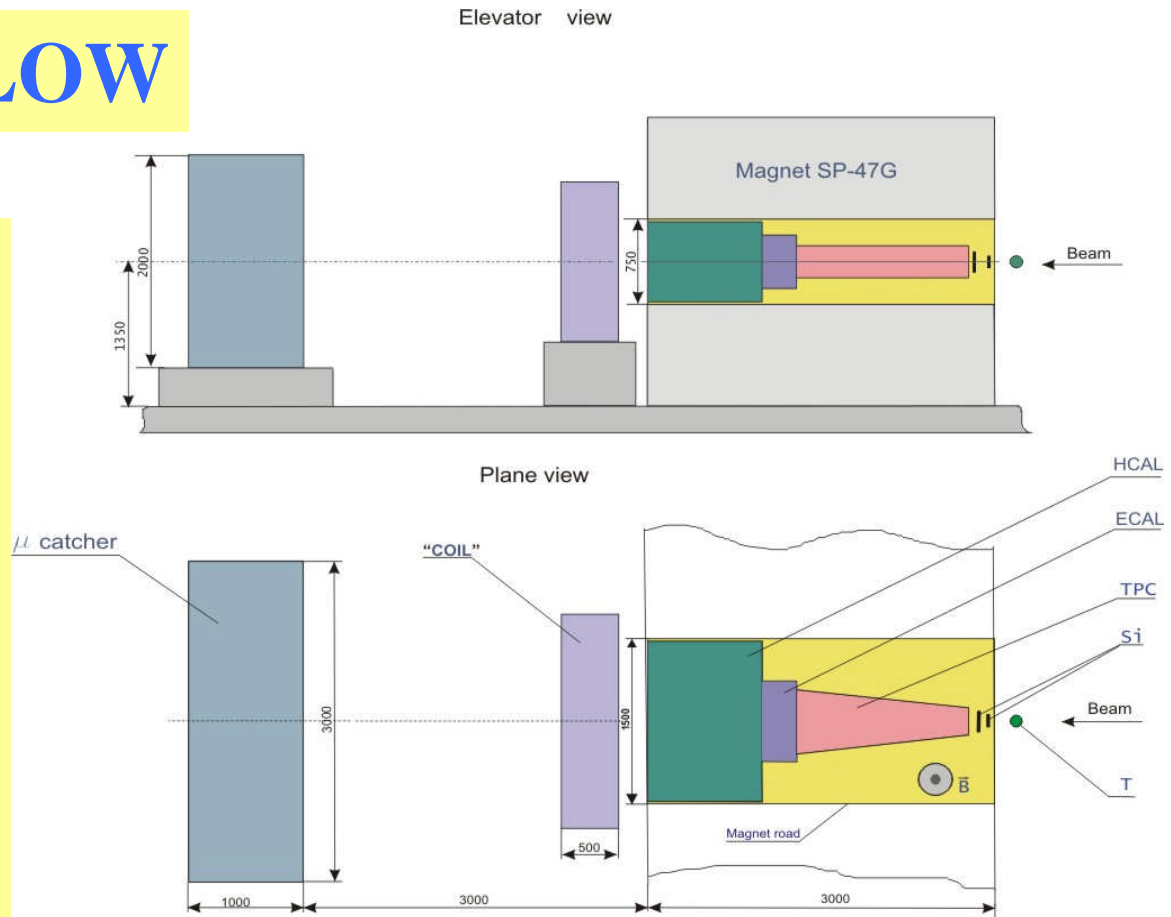 Elevator view
LOW
Magnet SP-47G
2000
750
Beam
1350
Plane view
HCAL
ECAL
μ catcher
“COIL”
TPC
Si
3000
1500
Beam
B
T
Magnet road
500
1000
3000
3000